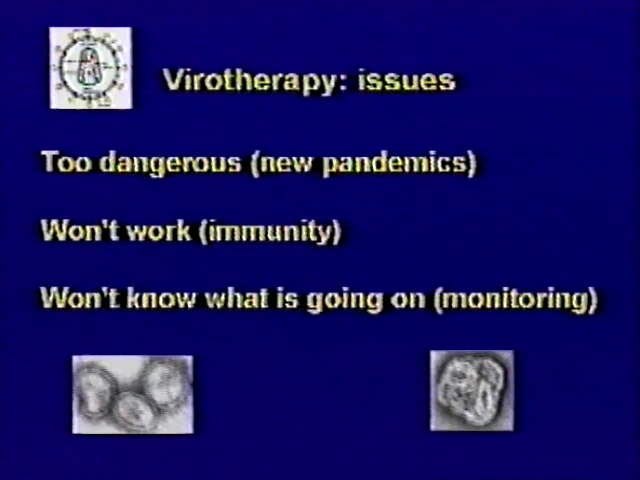 Virotherapy: issues
Too dangerous (new pandemics)
Won't work (immunity)
Won't know what is going on (monitoring)